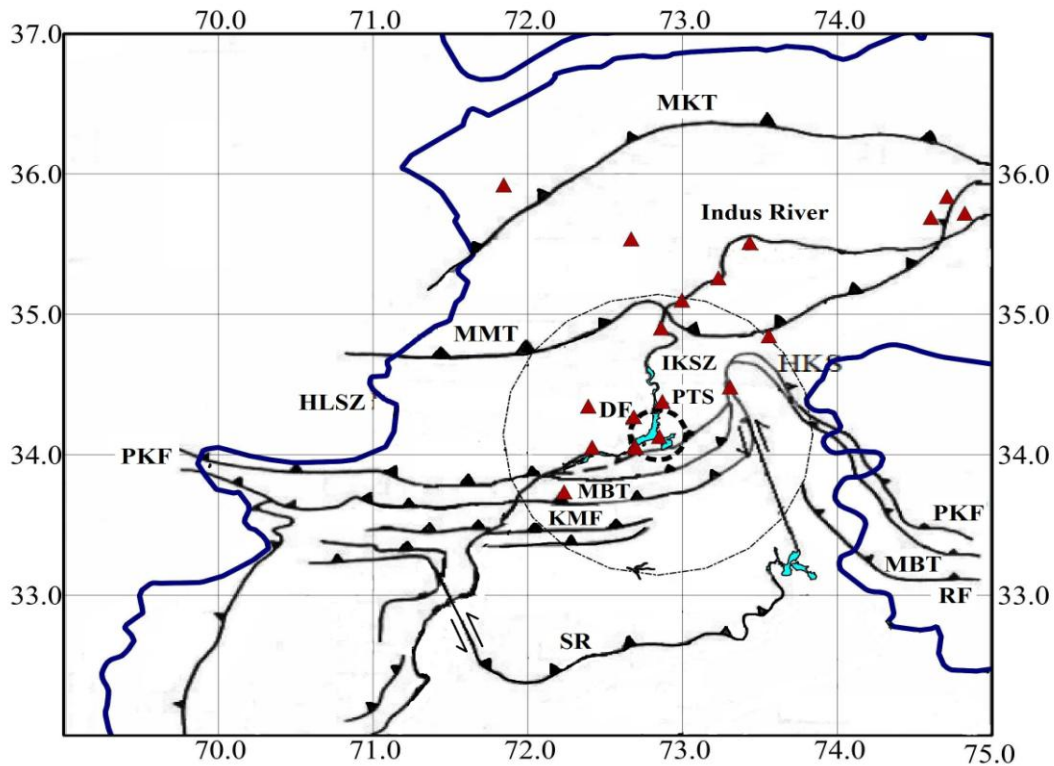 70.0 71.0 72.0 73.0 74.0
37.0
MKT
36.0 36.0
Indus River
35.0 35.0
MMT
IKSZ HKS
HLSZ DF PTS
PKF 34.0 34.0
MBT
KMF PKF
MBT
33.0 RF 33.0
SR
70.0 71.0 72.0 73.0 74.0 75.0